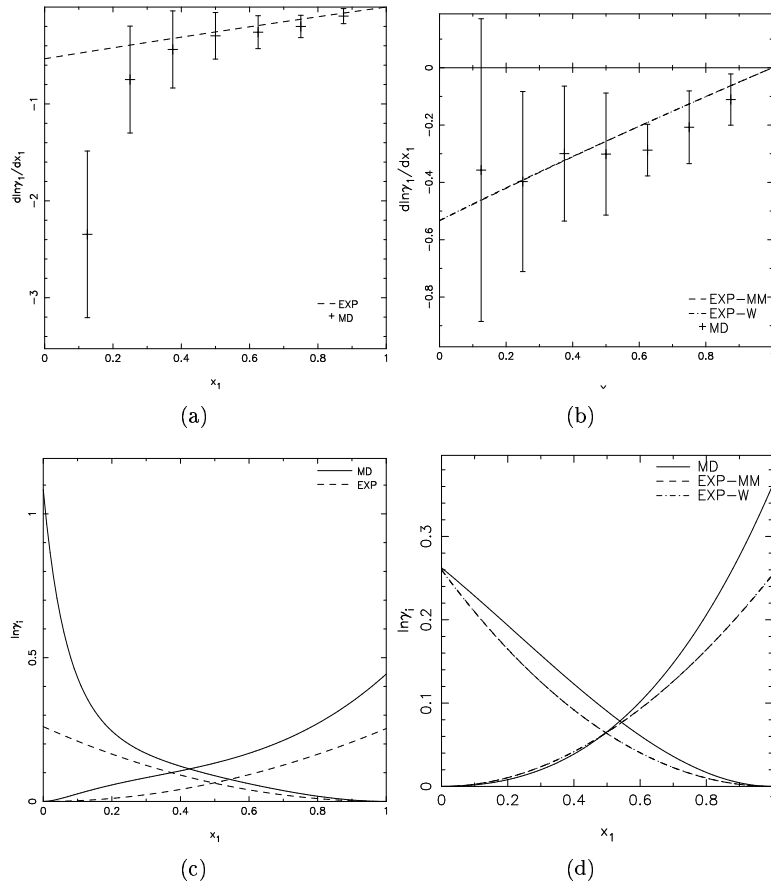 dlnγ₁/dx₁
-1
-2
-3
0
0.2
0.4
0.6
0.8
1
x₁
EXP
MD
(a)
dlnγ₁/dx₁
0
-0.2
-0.4
-0.6
-0.8
0
0.2
0.4
0.6
0.8
EXP-MM
EXP-W
MD
(b)
lnγᵢ
1
0.5
0
0
0.2
0.4
0.6
0.8
1
x₁
MD
EXP
(c)
lnγᵢ
0.3
0.2
0.1
0
0
0.2
0.4
0.6
0.8
x₁
MD
EXP-MM
EXP-W
(d)